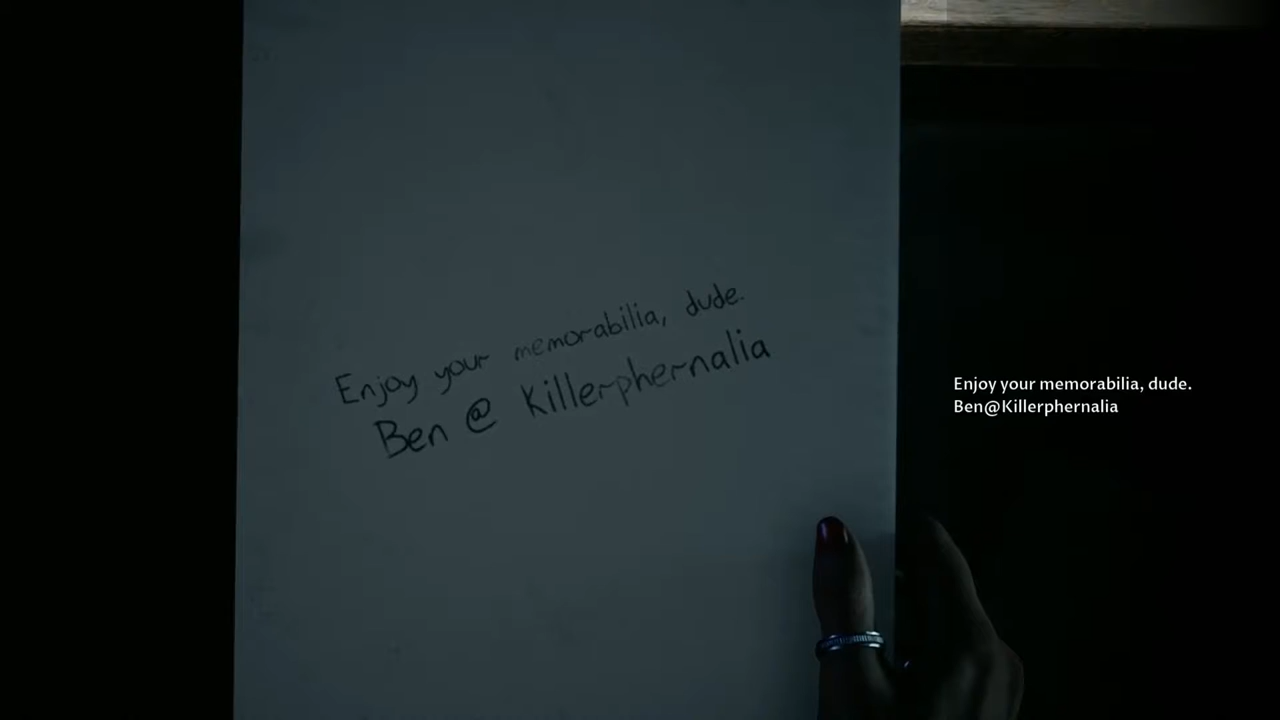 Enjoy your memorabilia, dude.
Ben @ Killerphernalia
Enjoy your memorabilia, dude.
Ben@Killerphernalia